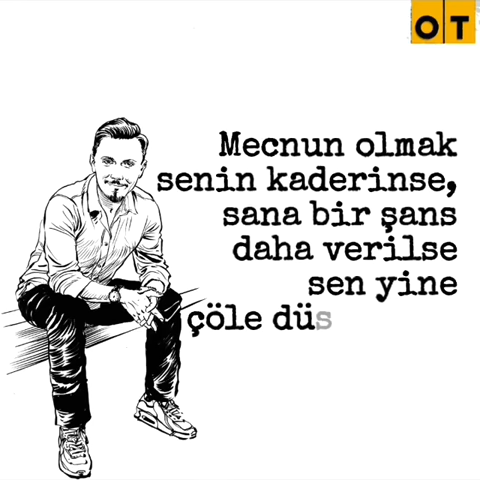 OT
Mecnun olmak
senin kaderinse,
sana bir şans
daha verilse
sen yine
çöle düs